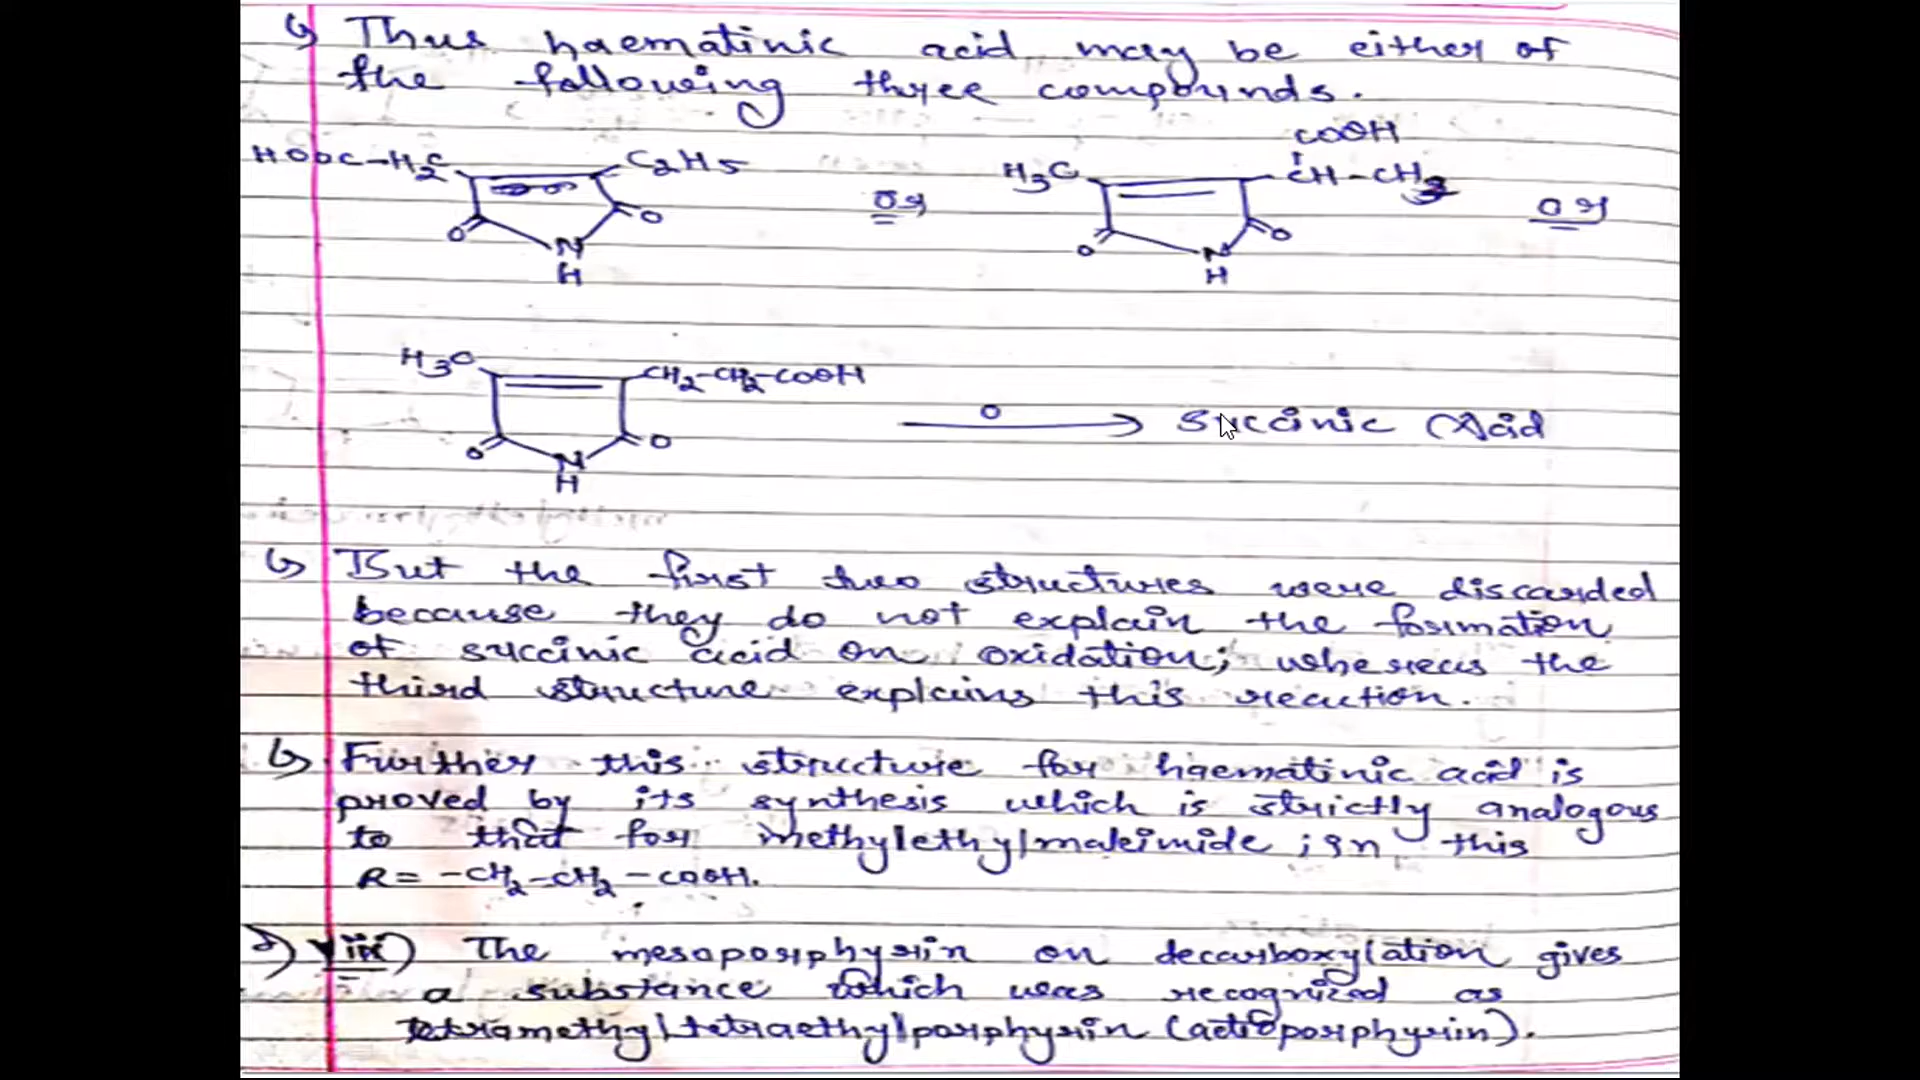 ↳ Thus haematinic acid may be either of
the following three compounds.
HOOC-H2C C2H5 O O N H
or
H3C COOH CH-CH3 O O N H
or
H3C CH2-CH2-COOH O O N H
O → Succinic Acid
↳ But the first two structures were discarded
because they do not explain the formation
of succinic acid on oxidation; whereas the
third structure explains this reaction.
↳ Further this structure for haematinic acid is
proved by its synthesis which is strictly analogous
to that for methylethylmaleimide; In this
R= -CH2-CH2-COOH.
The mesoporphyrin on decarboxylation gives
a substance which was recognized as
tetramethyltetraethylporphyrin (aetioporphyrin).